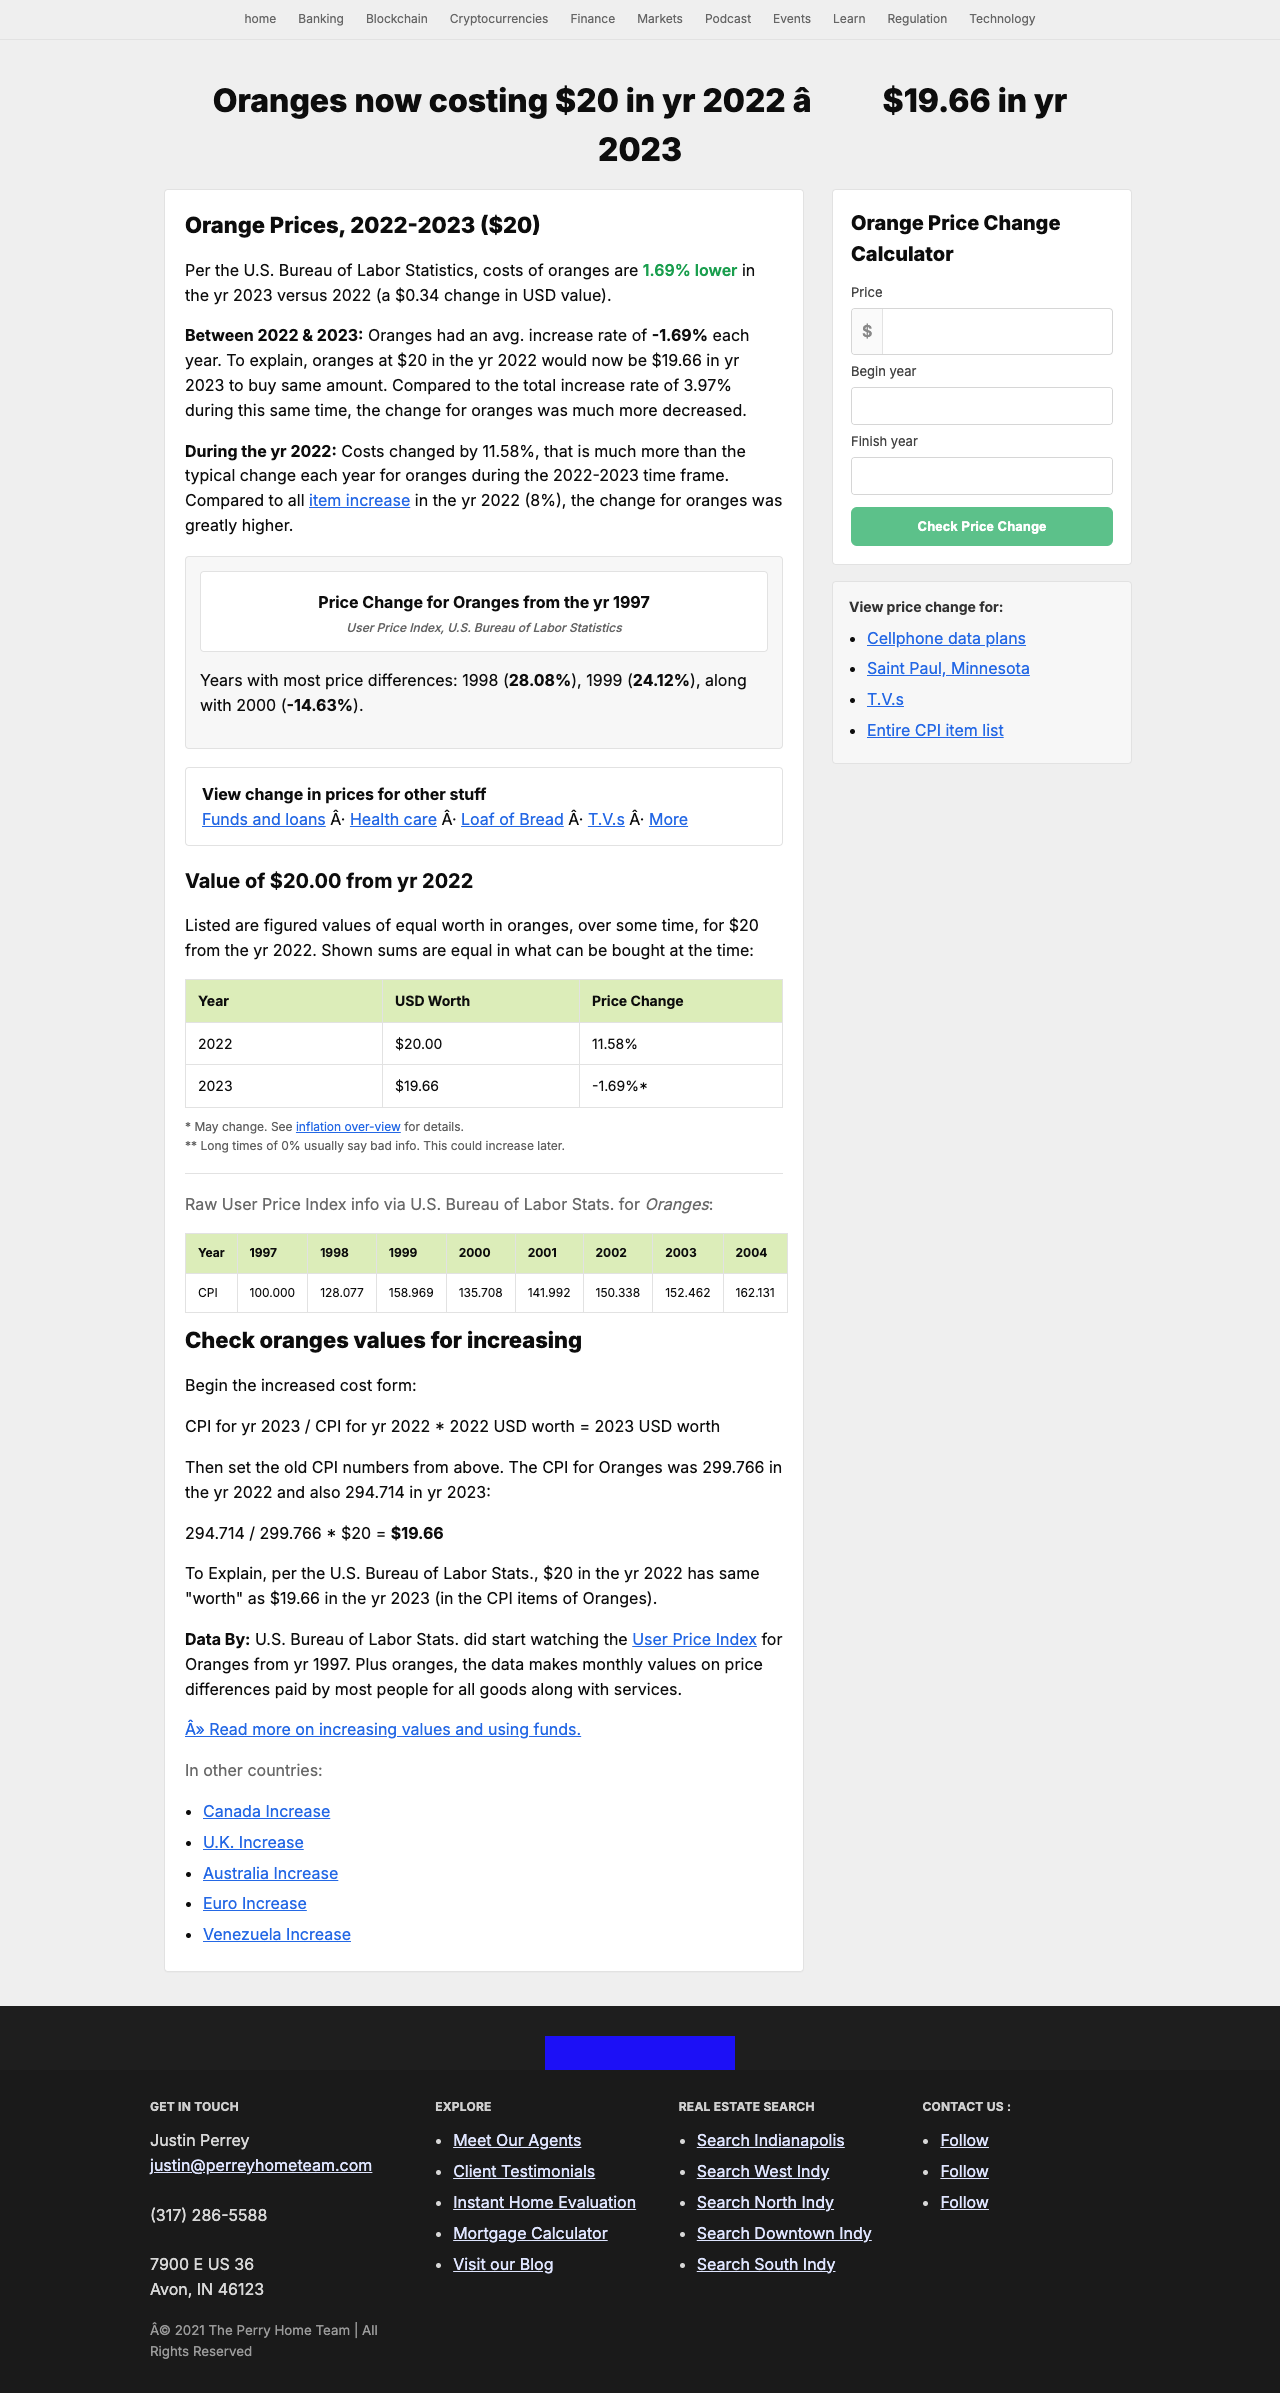 home Banking Blockchain Cryptocurrencies Finance Markets Podcast Events Learn Regulation Technology
Oranges now costing $20 in yr 2022 â $19.66 in yr
2023
Orange Prices, 2022-2023 ($20)
Per the U.S. Bureau of Labor Statistics, costs of oranges are 1.69% lower in
the yr 2023 versus 2022 (a $0.34 change in USD value).
Between 2022 & 2023: Oranges had an avg. increase rate of -1.69% each
year. To explain, oranges at $20 in the yr 2022 would now be $19.66 in yr
2023 to buy same amount. Compared to the total increase rate of 3.97%
during this same time, the change for oranges was much more decreased.
During the yr 2022: Costs changed by 11.58%, that is much more than the
typical change each year for oranges during the 2022-2023 time frame.
Compared to all item increase in the yr 2022 (8%), the change for oranges was
greatly higher.
Price Change for Oranges from the yr 1997
User Price Index, U.S. Bureau of Labor Statistics
Years with most price differences: 1998 (28.08%), 1999 (24.12%), along
with 2000 (-14.63%).
View change in prices for other stuff
Funds and loans Â· Health care Â· Loaf of Bread Â· T.V.s Â· More
Value of $20.00 from yr 2022
Listed are figured values of equal worth in oranges, over some time, for $20
from the yr 2022. Shown sums are equal in what can be bought at the time:
Year USD Worth Price Change
2022 $20.00 11.58%
2023 $19.66 -1.69%*
* May change. See inflation over-view for details.
** Long times of 0% usually say bad info. This could increase later.
Raw User Price Index info via U.S. Bureau of Labor Stats. for Oranges:
Year 1997 1998 1999 2000 2001 2002 2003 2004
CPI 100.000 128.077 158.969 135.708 141.992 150.338 152.462 162.131
Check oranges values for increasing
Begin the increased cost form:
CPI for yr 2023 / CPI for yr 2022 * 2022 USD worth = 2023 USD worth
Then set the old CPI numbers from above. The CPI for Oranges was 299.766 in
the yr 2022 and also 294.714 in yr 2023:
294.714 / 299.766 * $20 = $19.66
To Explain, per the U.S. Bureau of Labor Stats., $20 in the yr 2022 has same
"worth" as $19.66 in the yr 2023 (in the CPI items of Oranges).
Data By: U.S. Bureau of Labor Stats. did start watching the User Price Index for
Oranges from yr 1997. Plus oranges, the data makes monthly values on price
differences paid by most people for all goods along with services.
Â» Read more on increasing values and using funds.
In other countries:
• Canada Increase
• U.K. Increase
• Australia Increase
• Euro Increase
• Venezuela Increase
Orange Price Change
Calculator
Price
$
Begin year
Finish year
Check Price Change
View price change for:
• Cellphone data plans
• Saint Paul, Minnesota
• T.V.s
• Entire CPI item list
GET IN TOUCH
Justin Perrey
justin@perreyhometeam.com
(317) 286-5588
7900 E US 36
Avon, IN 46123
Â© 2021 The Perry Home Team | All
Rights Reserved
EXPLORE
• Meet Our Agents
• Client Testimonials
• Instant Home Evaluation
• Mortgage Calculator
• Visit our Blog
REAL ESTATE SEARCH
• Search Indianapolis
• Search West Indy
• Search North Indy
• Search Downtown Indy
• Search South Indy
CONTACT US :
• Follow
• Follow
• Follow